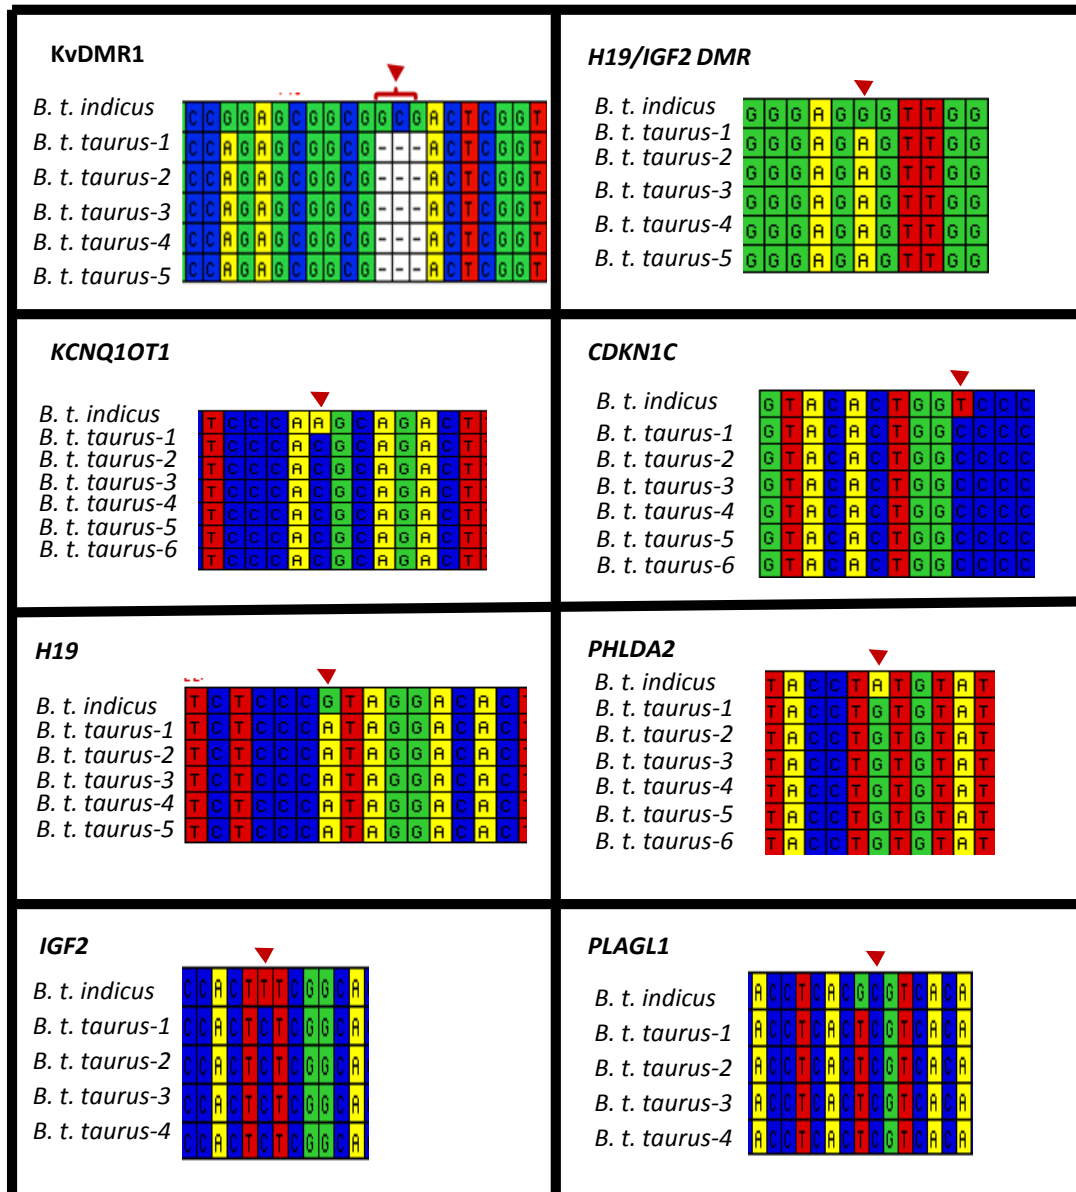 KvDMR1
B. t. indicus CCGGAGCGGCGGCGACTCGGT
B. t. taurus-1 CCAGAGCGGCG---ACTCGGT
B. t. taurus-2 CCAGAGCGGCG---ACTCGGT
B. t. taurus-3 CCAGAGCGGCG---ACTCGGT
B. t. taurus-4 CCAGAGCGGCG---ACTCGGT
B. t. taurus-5 CCAGAGCGGCG---ACTCGGT
H19/IGF2 DMR
B. t. indicus GGGAGGGTTGG
B. t. taurus-1 GGGAGAGTTGG
B. t. taurus-2 GGGAGAGTTGG
B. t. taurus-3 GGGAGAGTTGG
B. t. taurus-4 GGGAGAGTTGG
B. t. taurus-5 GGGAGAGTTGG
KCNQ1OT1
B. t. indicus TCCCAAGCAGACT
B. t. taurus-1 TCCCACGCAGACT
B. t. taurus-2 TCCCACGCAGACT
B. t. taurus-3 TCCCACGCAGACT
B. t. taurus-4 TCCCACGCAGACT
B. t. taurus-5 TCCCACGCAGACT
B. t. taurus-6 TCCCACGCAGACT
CDKN1C
B. t. indicus GTACACTGGTCCC
B. t. taurus-1 GTACACTGGCCCC
B. t. taurus-2 GTACACTGGCCCC
B. t. taurus-3 GTACACTGGCCCC
B. t. taurus-4 GTACACTGGCCCC
B. t. taurus-5 GTACACTGGCCCC
B. t. taurus-6 GTACACTGGCCCC
H19
B. t. indicus TCTCCCGTAGGACAC
B. t. taurus-1 TCTCCCATAGGACAC
B. t. taurus-2 TCTCCCATAGGACAC
B. t. taurus-3 TCTCCCATAGGACAC
B. t. taurus-4 TCTCCCATAGGACAC
B. t. taurus-5 TCTCCCATAGGACAC
PHLDA2
B. t. indicus TACCTATGTAT
B. t. taurus-1 TACCTGTGTAT
B. t. taurus-2 TACCTGTGTAT
B. t. taurus-3 TACCTGTGTAT
B. t. taurus-4 TACCTGTGTAT
B. t. taurus-5 TACCTGTGTAT
B. t. taurus-6 TACCTGTGTAT
IGF2
B. t. indicus CCACTTTCGGCA
B. t. taurus-1 CCACTCTCGGCA
B. t. taurus-2 CCACTCTCGGCA
B. t. taurus-3 CCACTCTCGGCA
B. t. taurus-4 CCACTCTCGGCA
PLAGL1
B. t. indicus ACCTCACGCGTCACA
B. t. taurus-1 ACCTCACTCGTCACA
B. t. taurus-2 ACCTCACTCGTCACA
B. t. taurus-3 ACCTCACTCGTCACA
B. t. taurus-4 ACCTCACTCGTCACA